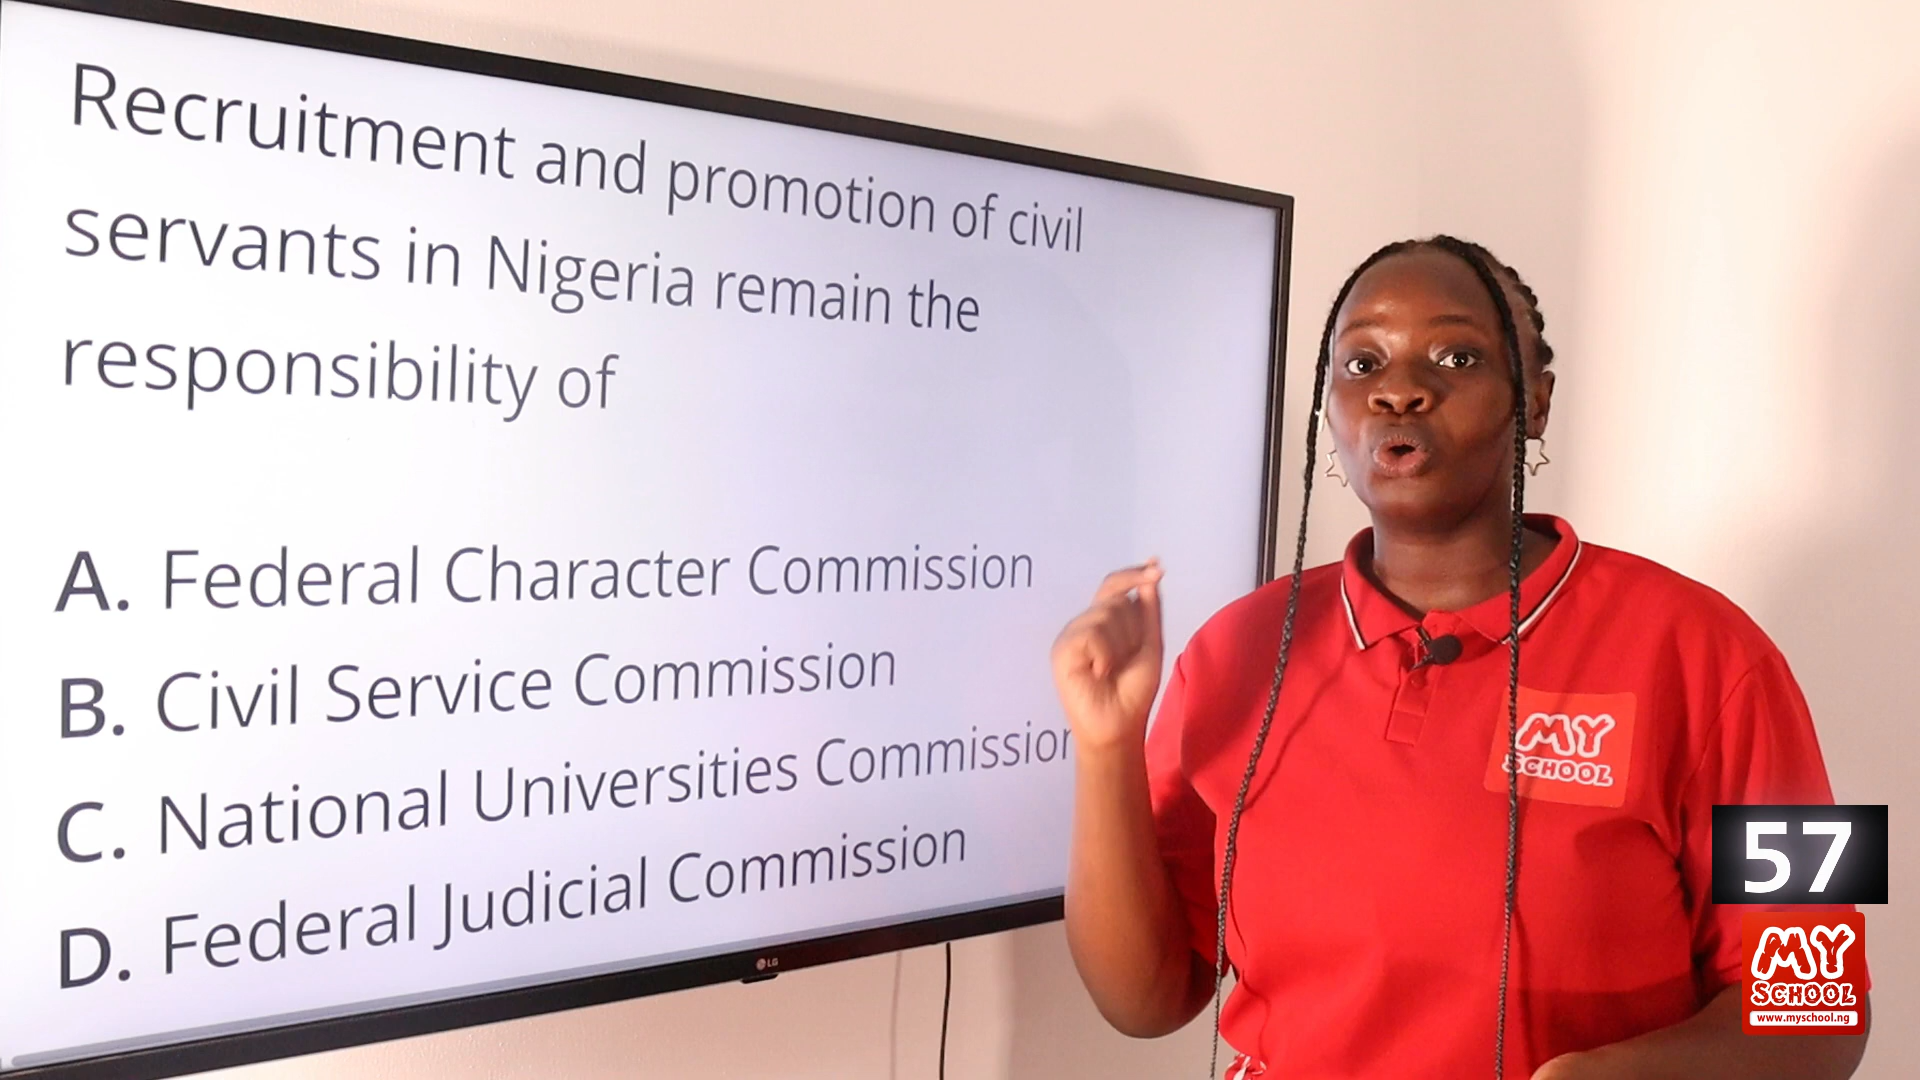 Recruitment and promotion of civil
servants in Nigeria remain the
responsibility of
A. Federal Character Commission
B. Civil Service Commission
C. National Universities Commission
D. Federal Judicial Commission
LG
MY
SCHOOL
57
MY
SCHOOL
www.myschool.ng